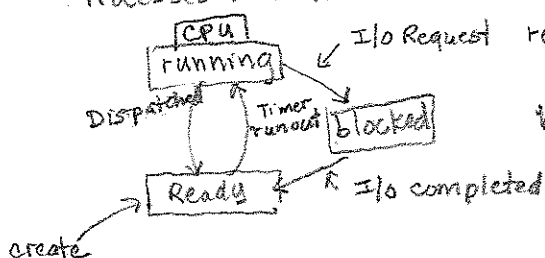 CPU
I/O Request
running
Dispatched
Timer
runout
blocked
Ready
I/O completed
create